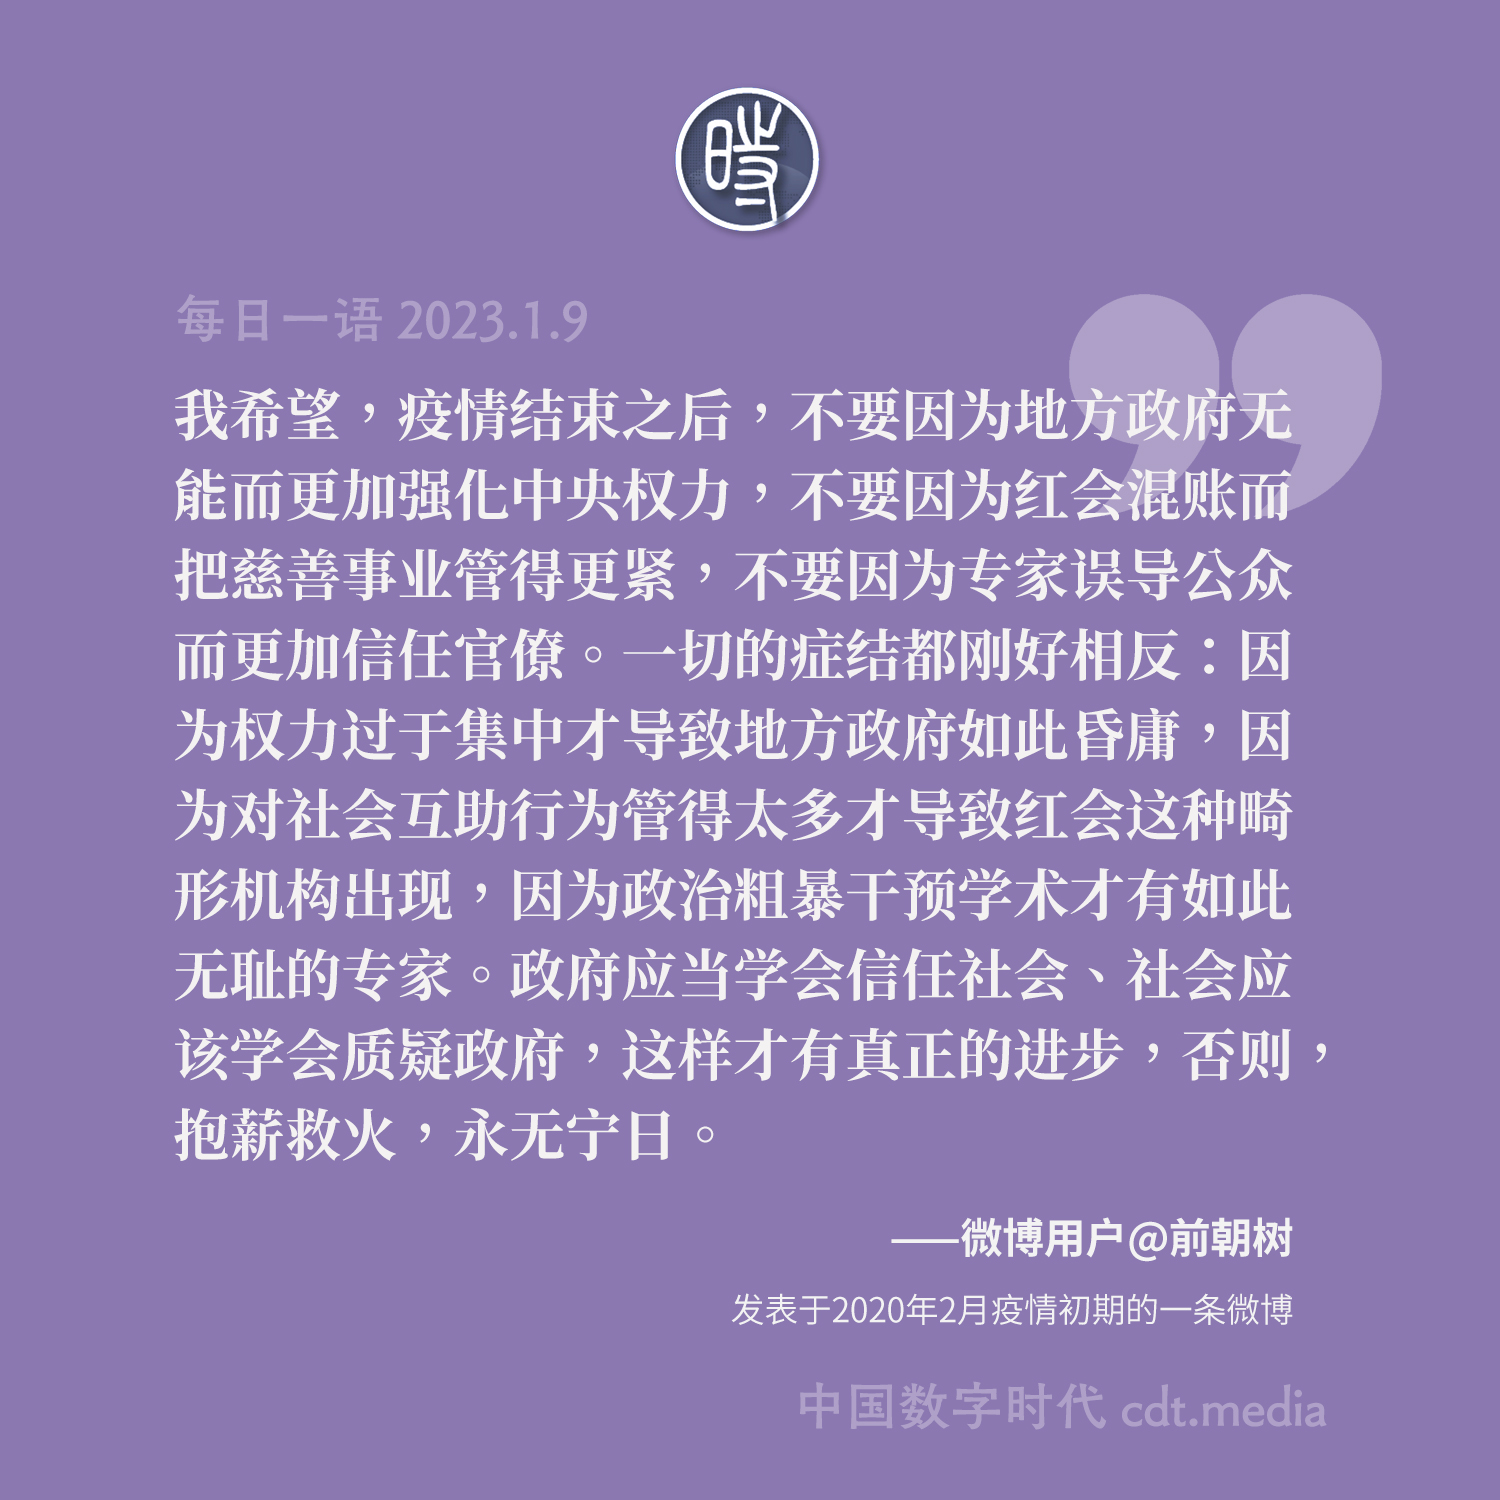 時
每日一语 2023.1.9
我希望，疫情结束之后，不要因为地方政府无
能而更加强化中央权力，不要因为红会混账而
把慈善事业管得更紧，不要因为专家误导公众
而更加信任官僚。一切的症结都刚好相反：因
为权力过于集中才导致地方政府如此昏庸，因
为对社会互助行为管得太多才导致红会这种畸
形机构出现，因为政治粗暴干预学术才有如此
无耻的专家。政府应当学会信任社会、社会应
该学会质疑政府，这样才有真正的进步，否则，
抱薪救火，永无宁日。
——微博用户@前朝树
发表于2020年2月疫情初期的一条微博
中国数字时代 cdt.media